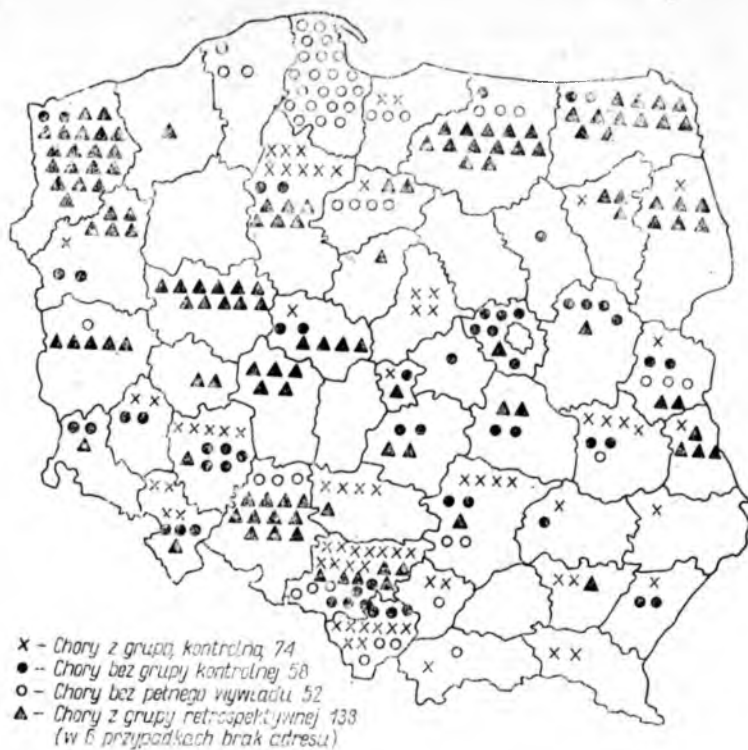 × – Chory z grupą kontrolną 74
● – Chory bez grupy kontrolnej 58
○ – Chory bez pełnego wywiadu 52
▲ – Chory z grupy retrospektywnej 138
(w 6 przypadkach brak adresu)